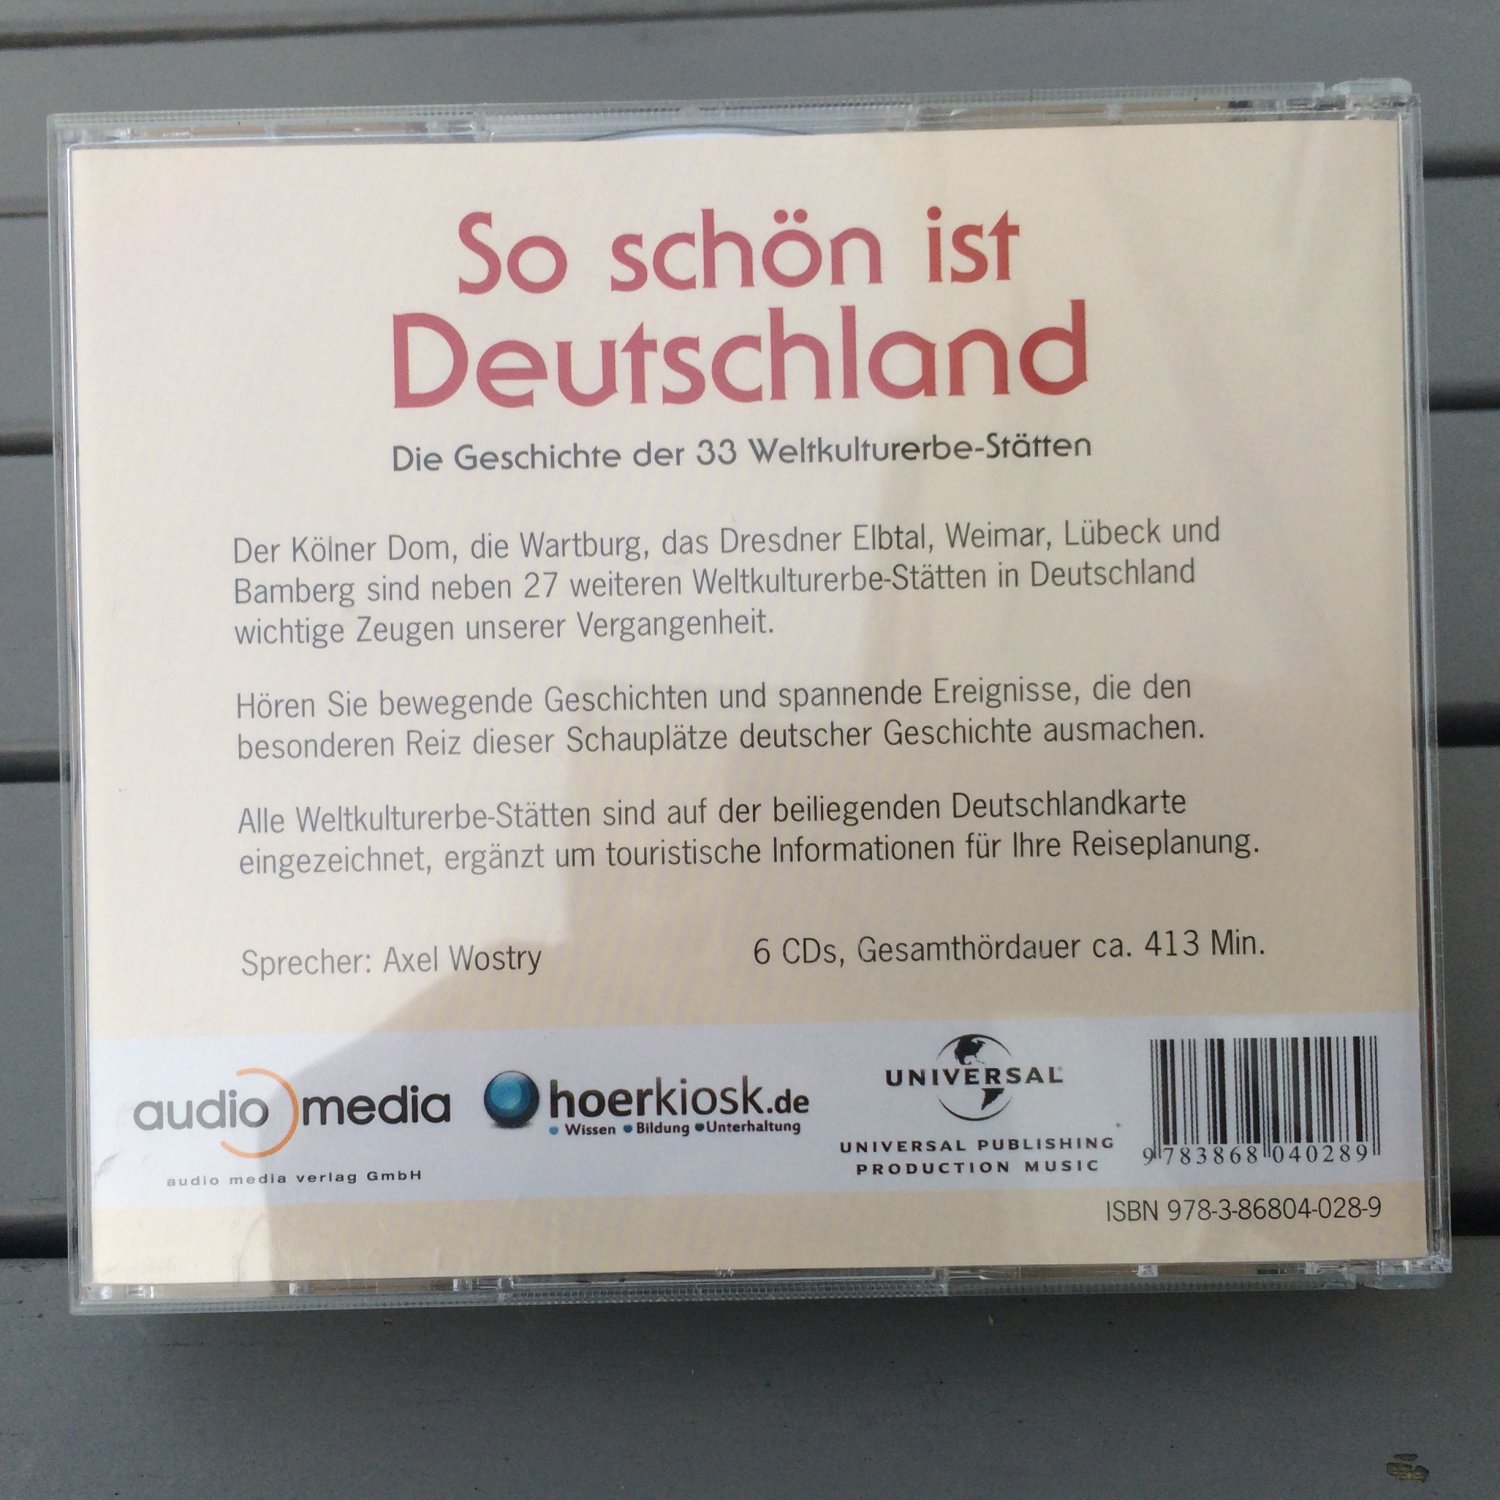 So schön ist
Deutschland
Die Geschichte der 33 Weltkulturerbe-Stätten
Der Kölner Dom, die Wartburg, das Dresdner Elbtal, Weimar, Lübeck und
Bamberg sind neben 27 weiteren Weltkulturerbe-Stätten in Deutschland
wichtige Zeugen unserer Vergangenheit.
Hören Sie bewegende Geschichten und spannende Ereignisse, die den
besonderen Reiz dieser Schauplätze deutscher Geschichte ausmachen.
Alle Weltkulturerbe-Stätten sind auf der beiliegenden Deutschlandkarte
eingezeichnet, ergänzt um touristische Informationen für Ihre Reiseplanung.
Sprecher: Axel Wostry
6 CDs, Gesamthördauer ca. 413 Min.
audio media
audio media verlag GmbH
hoerkiosk.de
• Wissen • Bildung • Unterhaltung
UNIVERSAL
UNIVERSAL PUBLISHING
PRODUCTION MUSIC
9 783868 040289
ISBN 978-3-86804-028-9